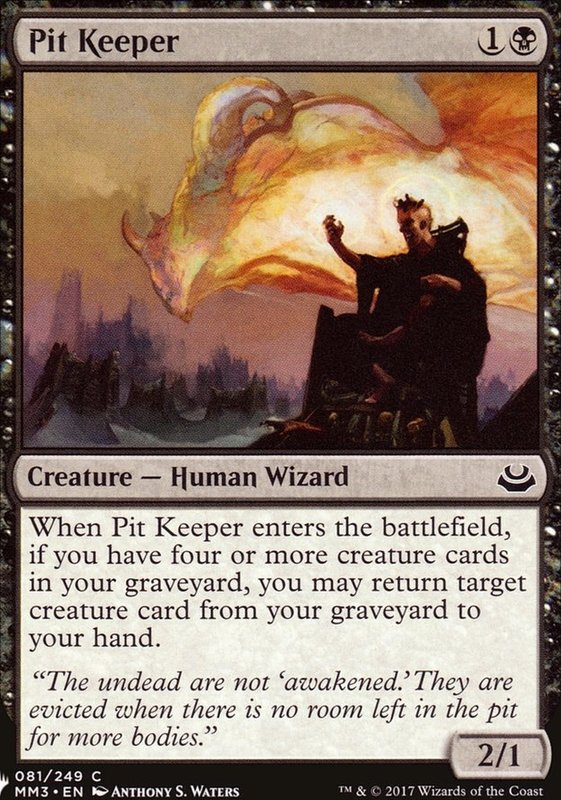 Pit Keeper 1
Creature — Human Wizard
When Pit Keeper enters the battlefield,
if you have four or more creature cards
in your graveyard, you may return target
creature card from your graveyard to
your hand.
“The undead are not ‘awakened.’ They are
evicted when there is no room left in the pit
for more bodies.”
2/1
081/249 C
MM3 • EN Anthony S. Waters
™ & © 2017 Wizards of the Coast